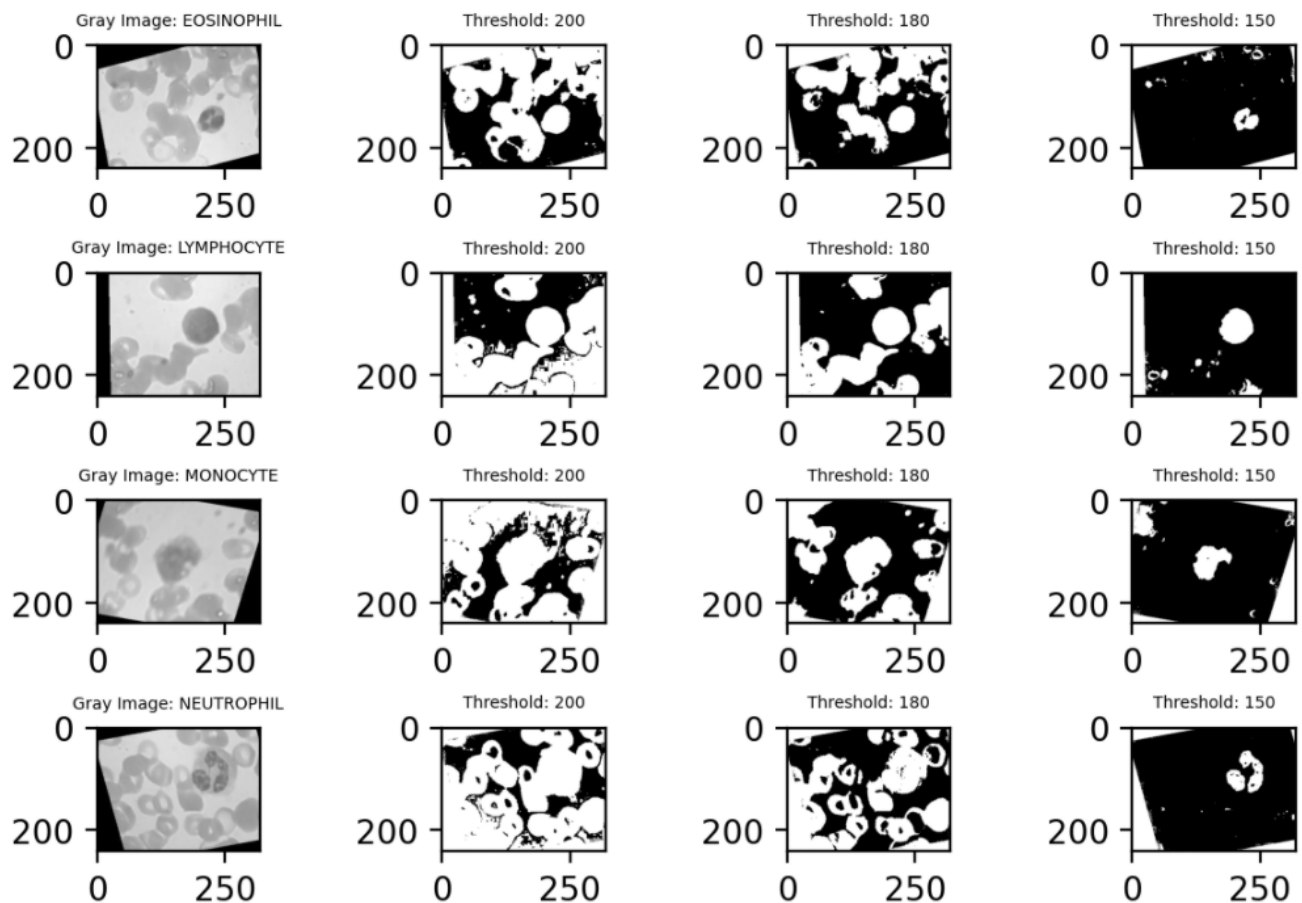 Gray Image: EOSINOPHIL Threshold: 200 Threshold: 180 Threshold: 150
0 0 0 0
200 200 200 200
0 250 0 250 0 250 0 250
Gray Image: LYMPHOCYTE Threshold: 200 Threshold: 180 Threshold: 150
0 0 0 0
200 200 200 200
0 250 0 250 0 250 0 250
Gray Image: MONOCYTE Threshold: 200 Threshold: 180 Threshold: 150
0 0 0 0
200 200 200 200
0 250 0 250 0 250 0 250
Gray Image: NEUTROPHIL Threshold: 200 Threshold: 180 Threshold: 150
0 0 0 0
200 200 200 200
0 250 0 250 0 250 0 250